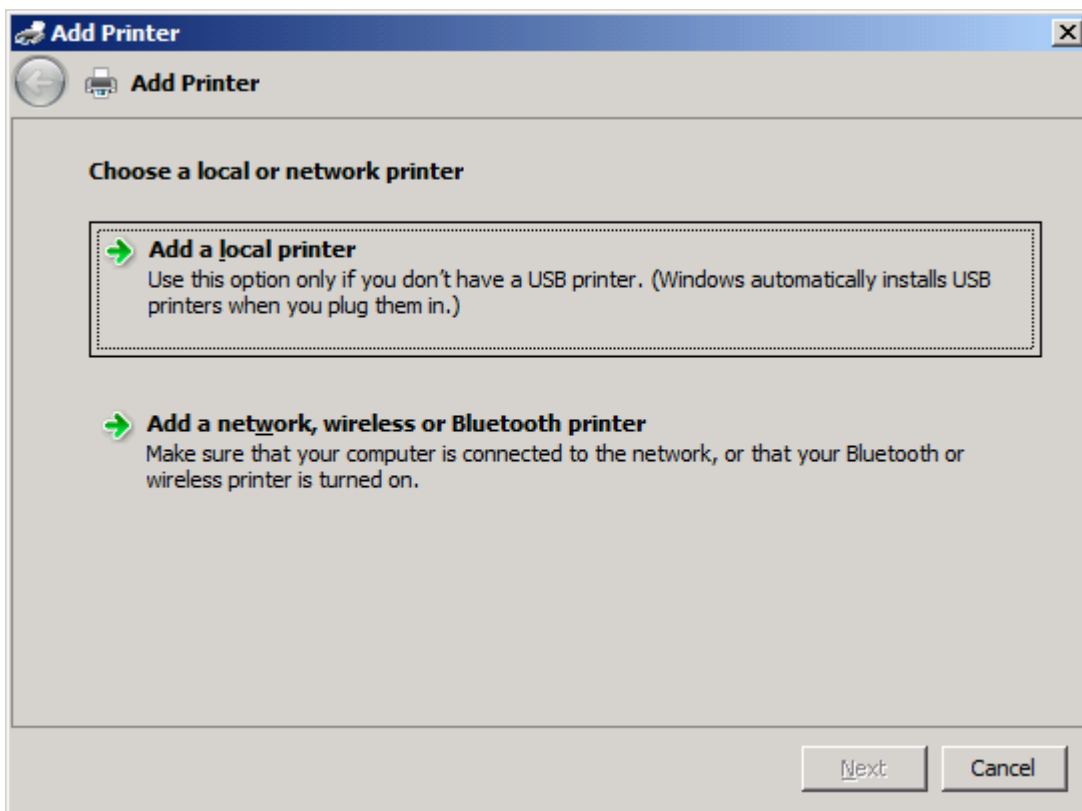 Add Printer
Add Printer
Choose a local or network printer
Add a local printer
Use this option only if you don't have a USB printer. (Windows automatically installs USB
printers when you plug them in.)
Add a network, wireless or Bluetooth printer
Make sure that your computer is connected to the network, or that your Bluetooth or
wireless printer is turned on.
Next
Cancel